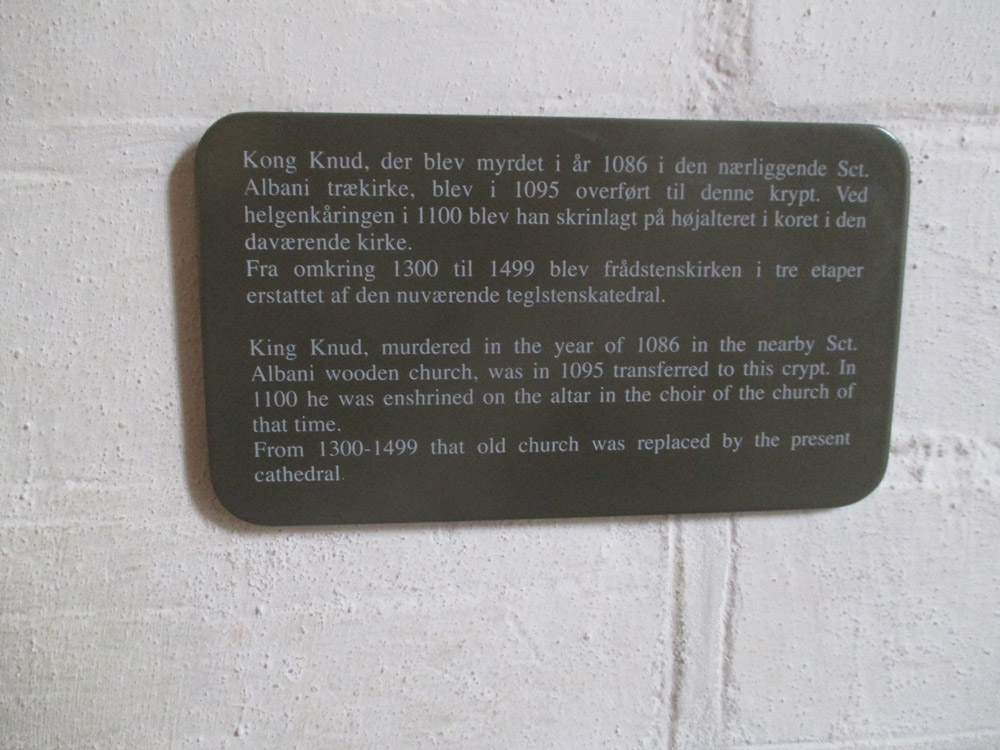 Kong Knud, der blev myrdet i år 1086 i den nærliggende Sct.
Albani trækirke, blev i 1095 overført til denne krypt. Ved
helgenkåringen i 1100 blev han skrinlagt på højalteret i koret i den
daværende kirke.
Fra omkring 1300 til 1499 blev frådstenskirken i tre etaper
erstattet af den nuværende teglstenskatedral.
King Knud, murdered in the year of 1086 in the nearby Sct.
Albani wooden church, was in 1095 transferred to this crypt. In
1100 he was enshrined on the altar in the choir of the church of
that time.
From 1300-1499 that old church was replaced by the present
cathedral.